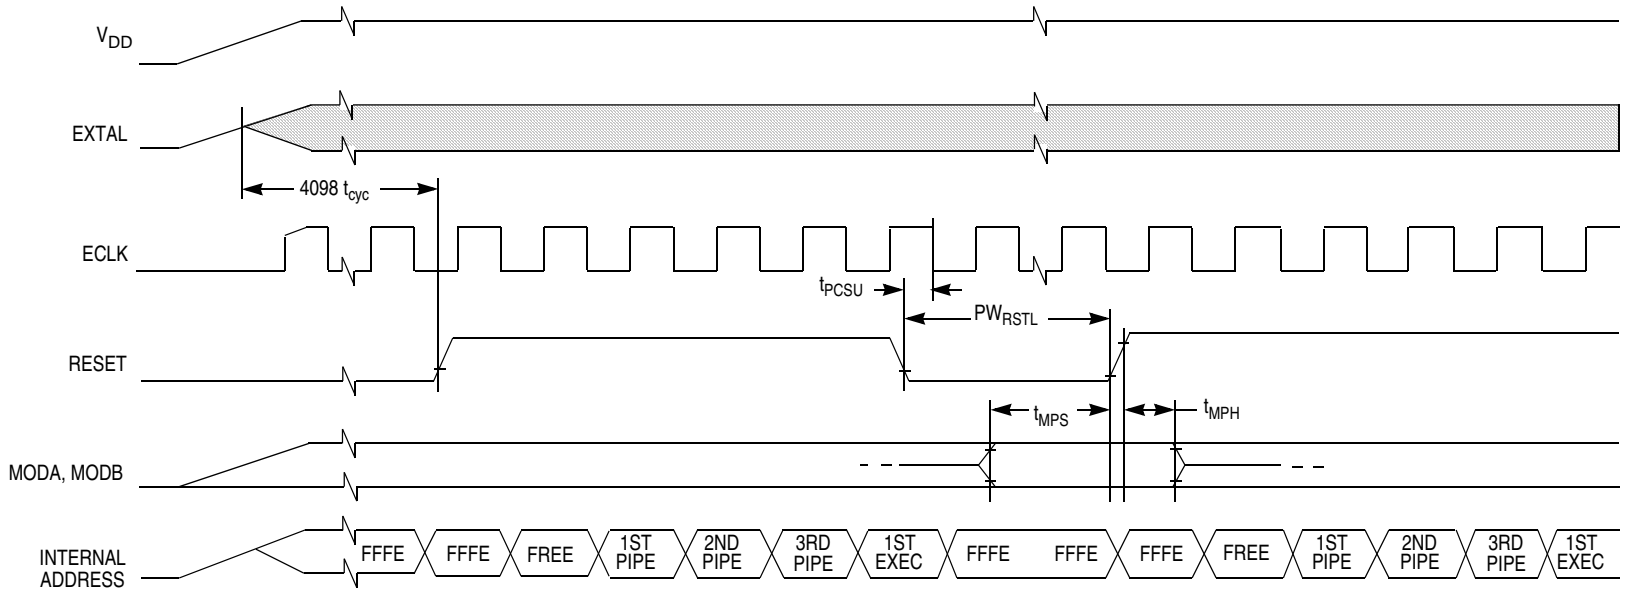 VDD
EXTAL
4098 tcyc
ECLK
tPCSU
PWRSTL
RESET
tMPS
tMPH
MODA, MODB
INTERNAL
ADDRESS
FFFE
FFFE
FREE
1ST
PIPE
2ND
PIPE
3RD
PIPE
1ST
EXEC
FFFE
FFFE
FFFE
FREE
1ST
PIPE
2ND
PIPE
3RD
PIPE
1ST
EXEC